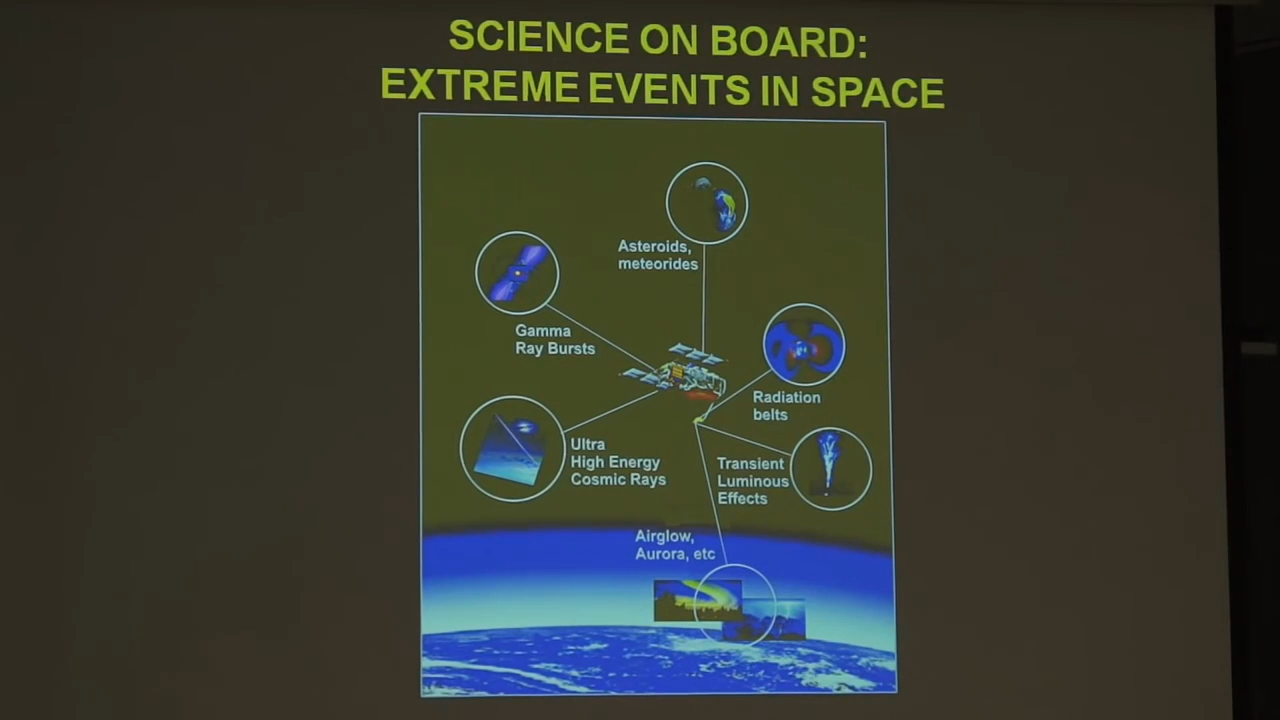 SCIENCE ON BOARD:
EXTREME EVENTS IN SPACE
Asteroids,
meteorides
Gamma
Ray Bursts
Radiation
belts
Ultra
High Energy
Cosmic Rays
Transient
Luminous
Effects
Airglow,
Aurora, etc